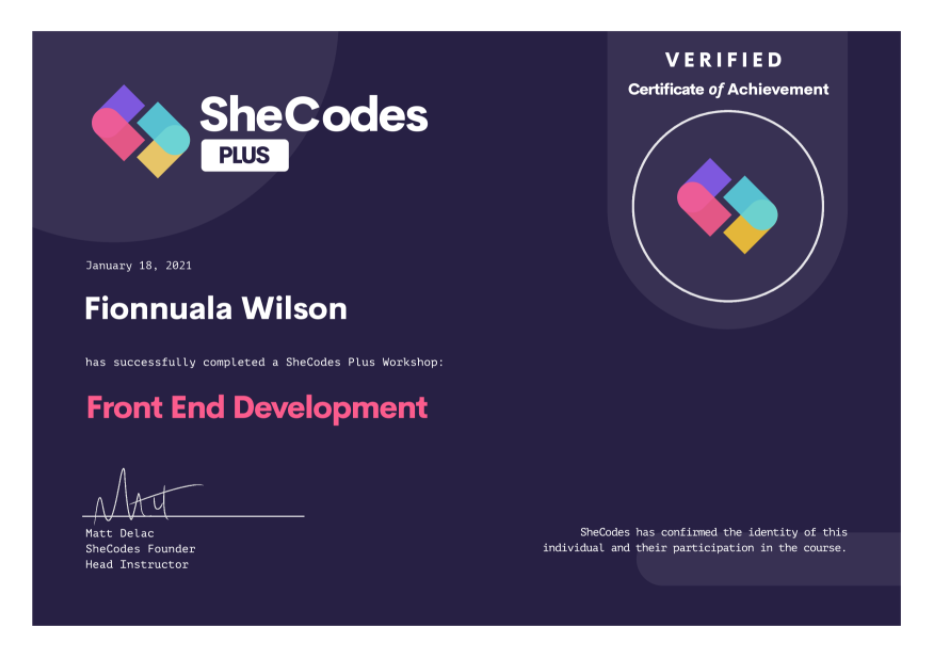 SheCodes
PLUS
VERIFIED
Certificate of Achievement
January 18, 2021
Fionnuala Wilson
has successfully completed a SheCodes Plus Workshop:
Front End Development
Matt
Matt Delac
SheCodes Founder
Head Instructor
SheCodes has confirmed the identity of this
individual and their participation in the course.